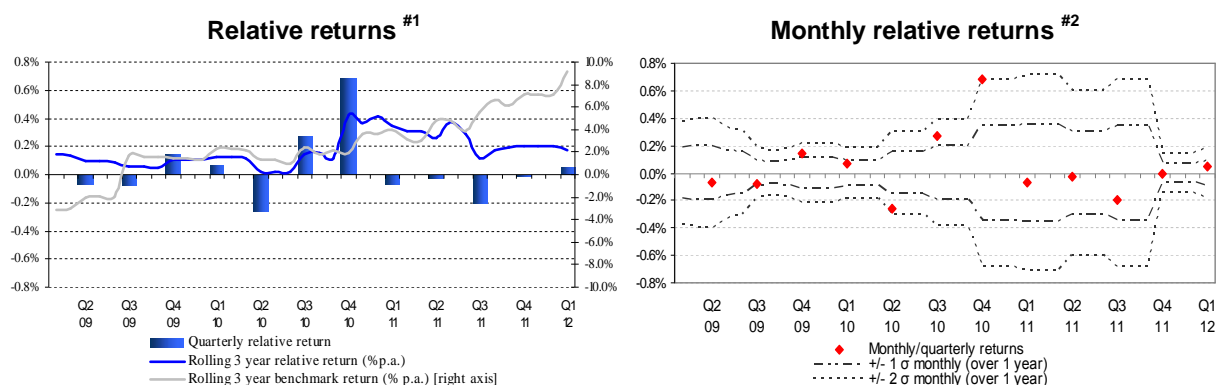 Relative returns #1
0.8%
0.6%
0.4%
0.2%
0.0%
-0.2%
-0.4%
-0.6%
-0.8%
10.0%
8.0%
6.0%
4.0%
2.0%
0.0%
-2.0%
-4.0%
-6.0%
-8.0%
-10.0%
Q2 Q3 Q4 Q1 Q2 Q3 Q4 Q1 Q2 Q3 Q4 Q1
09 09 09 10 10 10 10 11 11 11 11 12
Quarterly relative return
Rolling 3 year relative return (% p.a.)
Rolling 3 year benchmark return (% p.a.) [right axis]
Monthly relative returns #2
0.8%
0.6%
0.4%
0.2%
0.0%
-0.2%
-0.4%
-0.6%
-0.8%
Q2 Q3 Q4 Q1 Q2 Q3 Q4 Q1 Q2 Q3 Q4 Q1
09 09 09 10 10 10 10 11 11 11 11 12
Monthly/quarterly returns
+/- 1 σ monthly (over 1 year)
+/- 2 σ monthly (over 1 year)